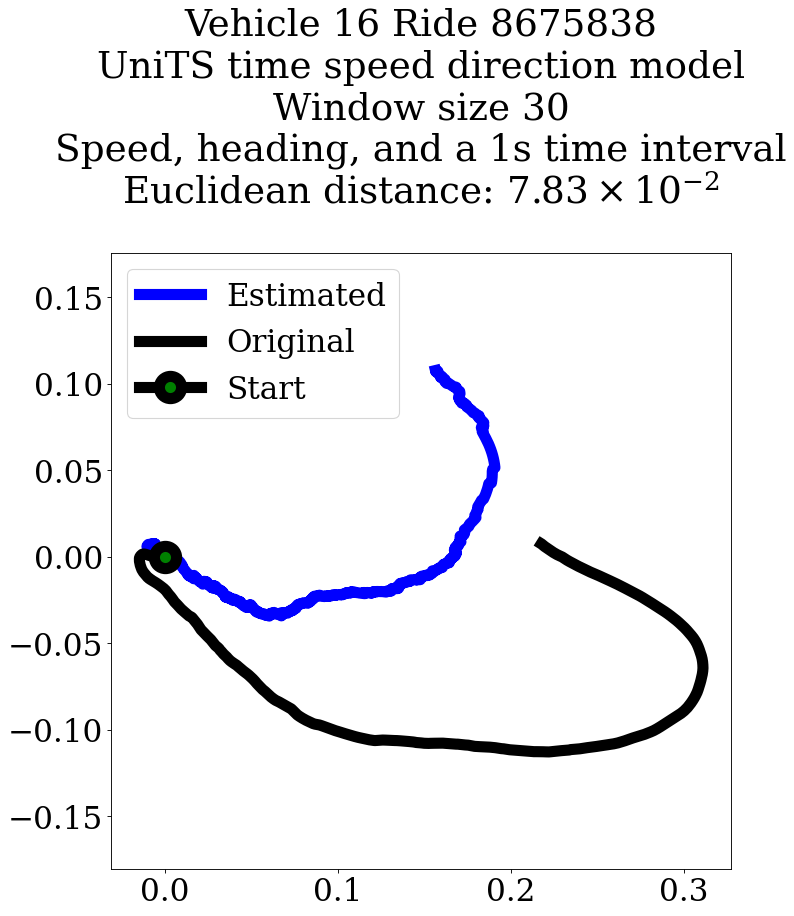 Vehicle 16 Ride 8675838
UniTS time speed direction model
Window size 30
Speed, heading, and a 1s time interval
Euclidean distance: 7.83 × 10⁻²
Estimated
Original
Start
0.15
0.10
0.05
0.00
−0.05
−0.10
−0.15
0.0 0.1 0.2 0.3